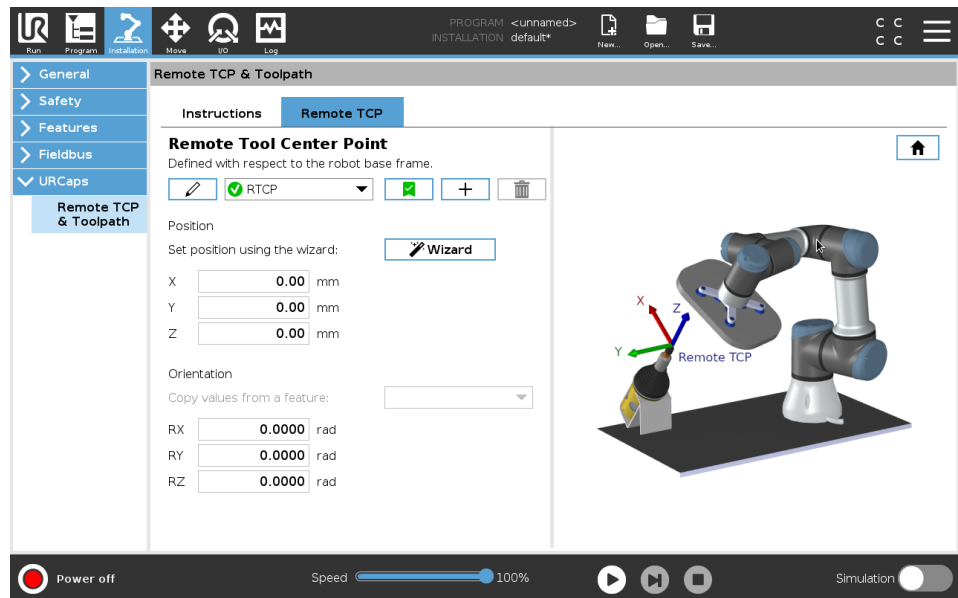 PROGRAM <unnamed>
INSTALLATION default*
Run Program Installation Move I/O Log New... Open... Save...
C C
C C
General
Safety
Features
Fieldbus
URCaps
Remote TCP
& Toolpath
Remote TCP & Toolpath
Instructions Remote TCP
Remote Tool Center Point
Defined with respect to the robot base frame.
RTCP
Position
Set position using the wizard: Wizard
X 0.00 mm
Y 0.00 mm
Z 0.00 mm
Orientation
Copy values from a feature:
RX 0.0000 rad
RY 0.0000 rad
RZ 0.0000 rad
X
Z
Y
Remote TCP
Power off Speed 100% Simulation